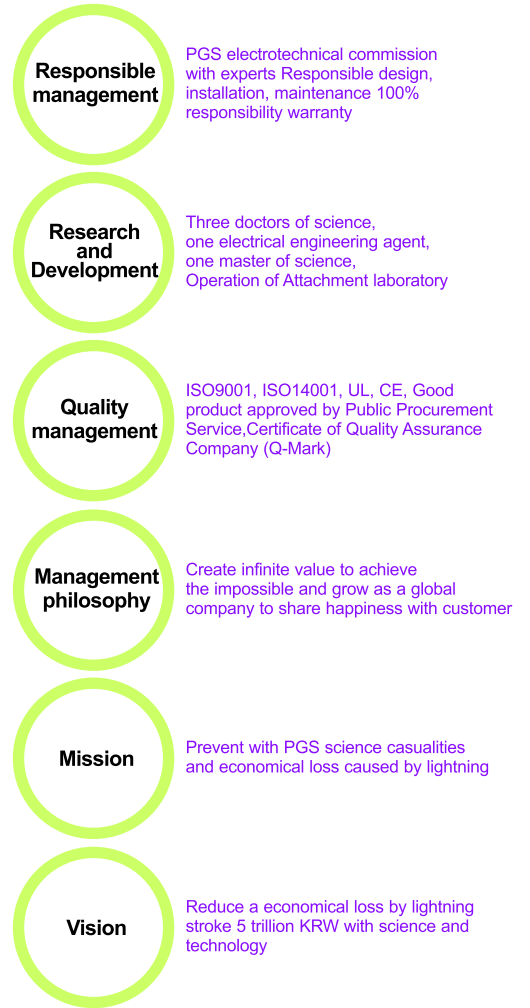 Responsible
management
PGS electrotechnical commission
with experts Responsible design,
installation, maintenance 100%
responsibility warranty
Research
and
Development
Three doctors of science,
one electrical engineering agent,
one master of science,
Operation of Attachment laboratory
Quality
management
ISO9001, ISO14001, UL, CE, Good
product approved by Public Procurement
Service,Certificate of Quality Assurance
Company (Q-Mark)
Management
philosophy
Create infinite value to achieve
the impossible and grow as a global
company to share happiness with customer
Mission
Prevent with PGS science casualities
and economical loss caused by lightning
Vision
Reduce a economical loss by lightning
stroke 5 trillion KRW with science and
technology